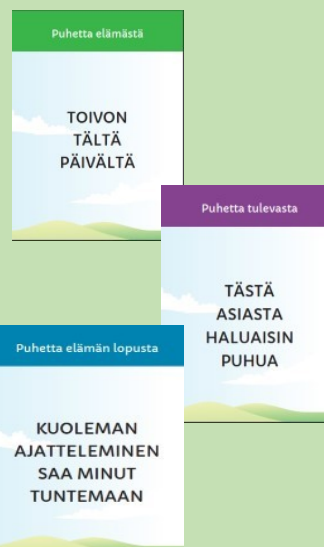 Puhetta elämästä
TOIVON
TÄLTÄ
PÄIVÄLTÄ
Puhetta tulevasta
TÄSTÄ
ASIASTA
HALUAISIN
PUHUA
Puhetta elämän lopusta
KUOLEMAN
AJATTELEMINEN
SAA MINUT
TUNTEMAAN